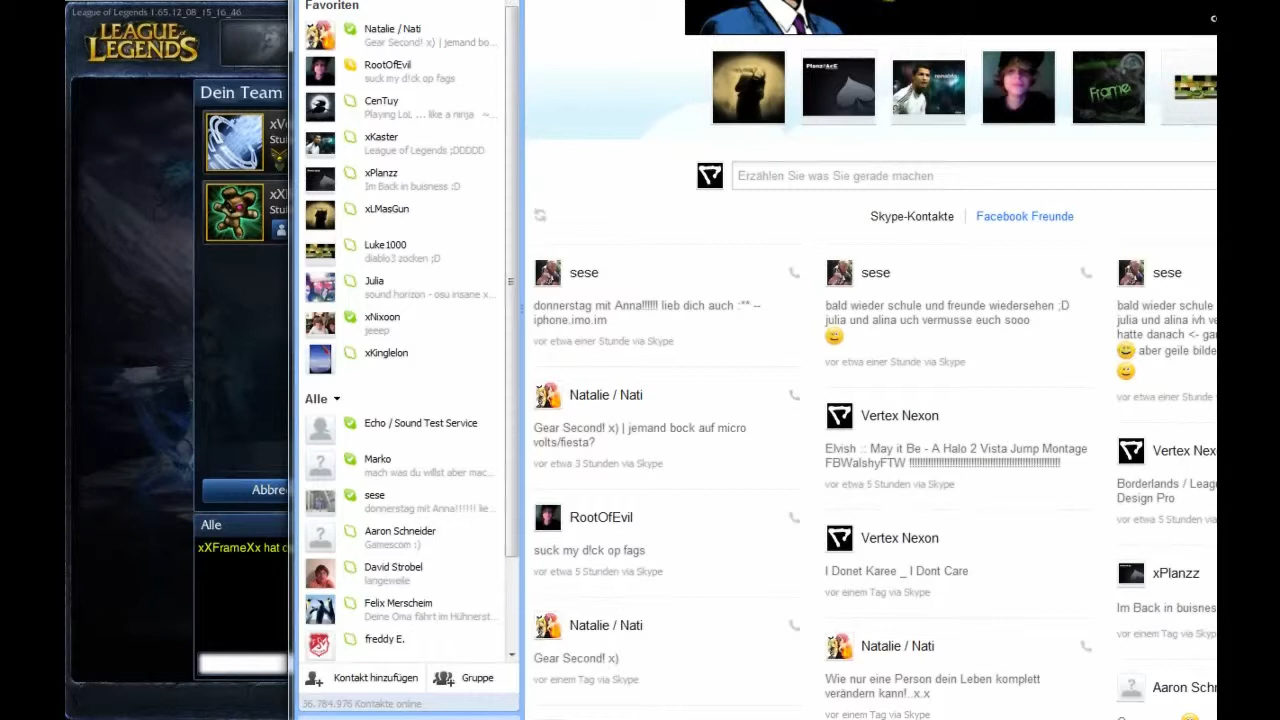 League of Legends 1.65.12_08_15_16_46
LEAGUE of LEGENDS
Dein Team
xV
Stu
xX
Stu
Abbre
Alle
xXFrameXx hat
Favoriten
Natalie / Nati
Gear Second! x) | jemand bo...
RootOfEvil
suck my d!ck op fags
CenTuy
Playing LoL ... like a ninja ~...
xKaster
League of Legends ;DDDDD
xPlanzz
Im Back in buisness :D
xLMasGun
Luke1000
diablo3 zocken ;D
Julia
sound horizon - osu insane x...
xNixoon
jeeep
xKinglelon
Alle
Echo / Sound Test Service
Marko
mach was du willst aber mac...
sese
donnerstag mit Anna!!!!!! lie...
Aaron Schneider
Gamescom :)
David Strobel
langeweile
Felix Merscheim
Deine Oma fährt im Hühnerst...
freddy E.
Kontakt hinzufügen
Gruppe
36.784.976 Kontakte online
ronaldo
Frame
Erzählen Sie was Sie gerade machen
Skype-Kontakte
Facebook Freunde
sese
donnerstag mit Anna!!!!!! lieb dich auch :** --
iphone.imo.im
vor etwa einer Stunde via Skype
Natalie / Nati
Gear Second! x) | jemand bock auf micro
volts/fiesta?
vor etwa 3 Stunden via Skype
RootOfEvil
suck my d!ck op fags
vor etwa 5 Stunden via Skype
Natalie / Nati
Gear Second! x)
vor einem Tag via Skype
sese
bald wieder schule und freunde wiedersehen ;D
julia und alina uch vermusse euch sooo
vor etwa einer Stunde via Skype
Vertex Nexon
Elvish :: May it Be - A Halo 2 Vista Jump Montage
FBWalshyFTW
vor etwa 5 Stunden via Skype
Vertex Nexon
I Donet Karee _ I Dont Care
vor einem Tag via Skype
Natalie / Nati
Wie nur eine Person dein Leben komplett
verändern kann!..x.x
vor einem Tag via Skype
sese
bald wieder schule
julia und alina ivh v
hatte danach <- gar
aber geile bilde
vor etwa einer Stunde
Vertex Nex
Borderlands / Leag
Design Pro
vor etwa 5 Stunden v
xPlanzz
Im Back in buisnes
vor einem Tag via Sk
Aaron Schr